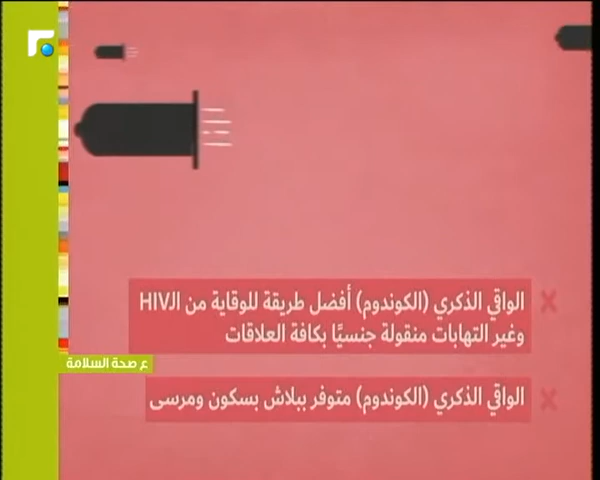 الواقي الذكري (الكوندوم) أفضل طريقة للوقاية من الـHIV
وغير التهابات منقولة جنسيًا بكافة العلاقات
ع صحة السلامة
الواقي الذكري (الكوندوم) متوفر ببلاش بسكون ومرسى